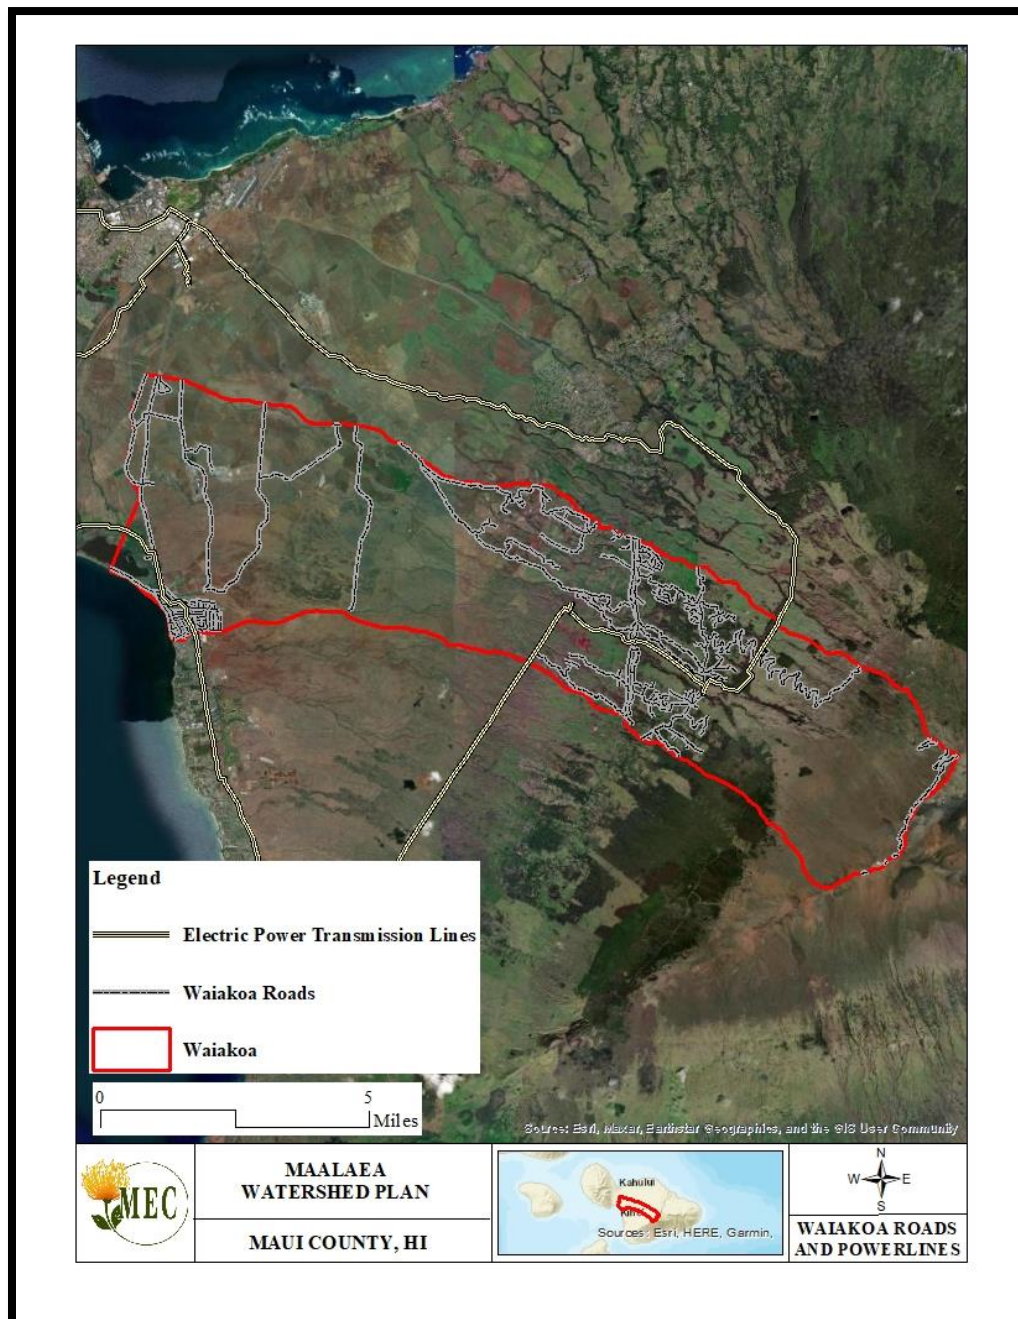 Legend
Electric Power Transmission Lines
Waiakoa Roads
Waiakoa
0 5
Miles
Source: Esri, Maxar, Earthstar Geographics, and the GIS User Community
MEC
MAALAEA
WATERSHED PLAN
MAUI COUNTY, HI
Kahului
Sources: Esri, HERE, Garmin,
N
W E
S
WAIAKOA ROADS
AND POWERLINES